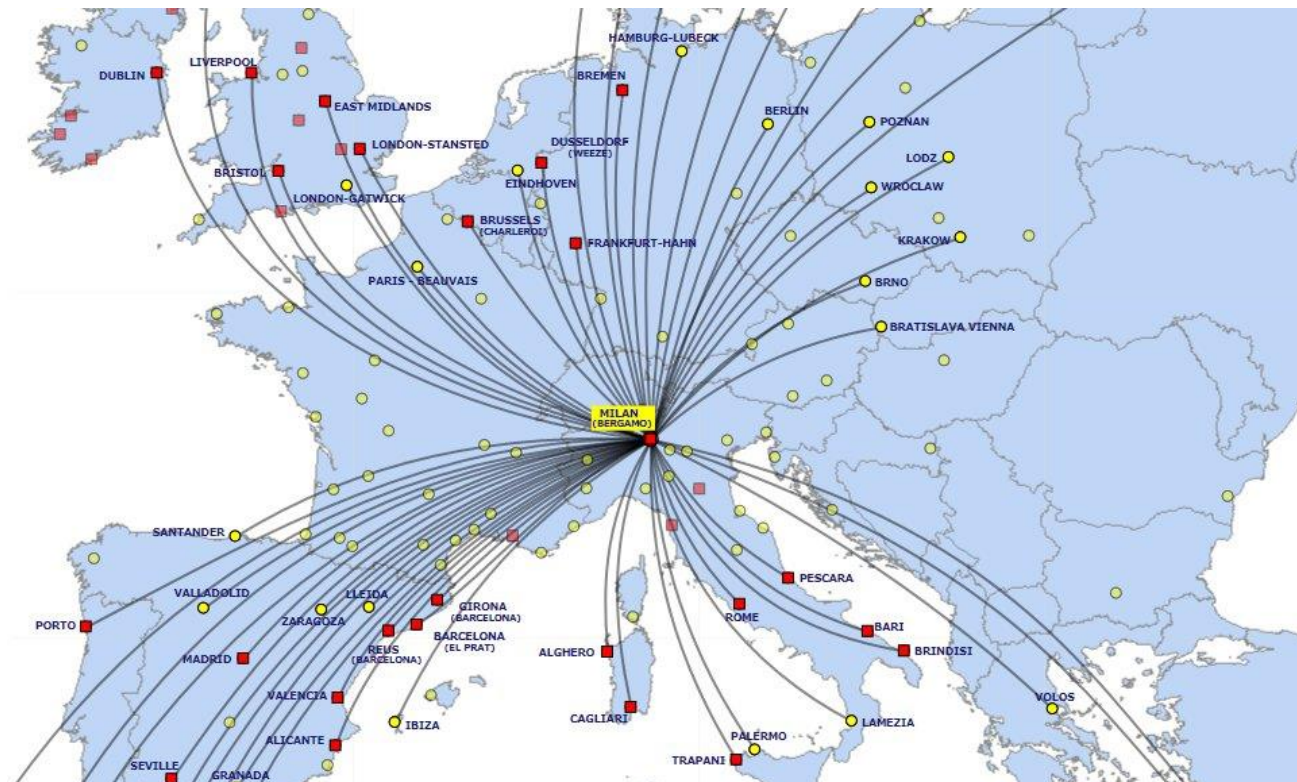 HAMBURG-LUBECK
LIVERPOOL
DUBLIN
BREMEN
EAST MIDLANDS
BERLIN
POZNAN
LONDON-STANSTED
DUSSELDORF
(WEEZE)
LODZ
BRISTOL
EINDHOVEN
WROCLAW
LONDON-GATWICK
BRUSSELS
(CHARLEROI)
FRANKFURT-HAHN
KRAKOW
PARIS - BEAUVAIS
BRNO
BRATISLAVA VIENNA
MILAN
(BERGAMO)
SANTANDER
PESCARA
VALLADOLID
LLEIDA
ZARAGOZA
GIRONA
(BARCELONA)
ROME
PORTO
BARI
BARCELONA
(EL PRAT)
REUS
(BARCELONA)
ALGHERO
BRINDISI
MADRID
VALENCIA
VOLOS
CAGLIARI
IBIZA
LAMEZIA
PALERMO
ALICANTE
TRAPANI
SEVILLE
GRANADA